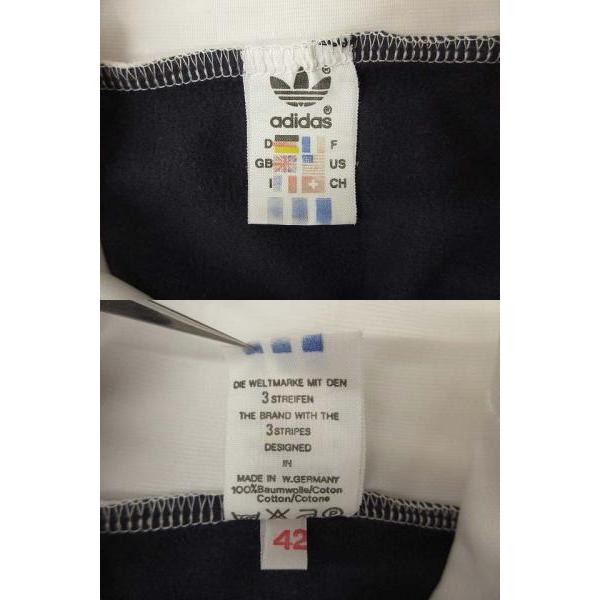 ®
adidas®
D F
GB US
I CH
DIE WELTMARKE MIT DEN
3 STREIFEN
THE BRAND WITH THE
3 STRIPES
DESIGNED
IN
MADE IN W.GERMANY
100%Baumwolle/Coton
Cotton/Cotone
42